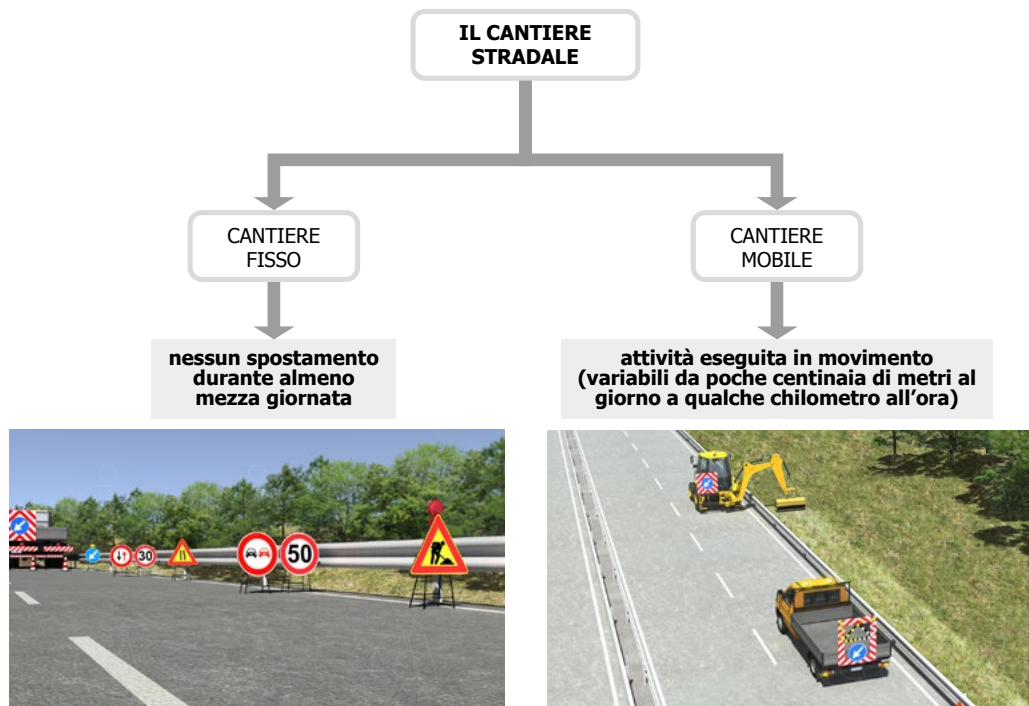 IL CANTIERE
STRADALE
CANTIERE
FISSO
CANTIERE
MOBILE
nessun spostamento
durante almeno
mezza giornata
attività eseguita in movimento
(variabili da poche centinaia di metri al
giorno a qualche chilometro all'ora)
30
50